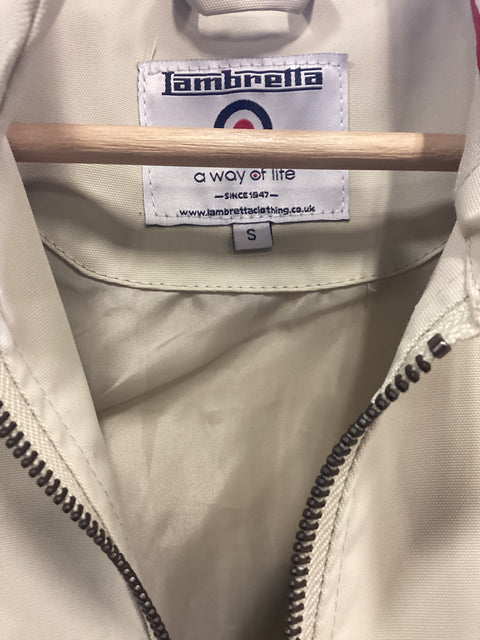 Lambretta
a way of life
—SINCE 1947—
www.lambrettaclothing.co.uk
S